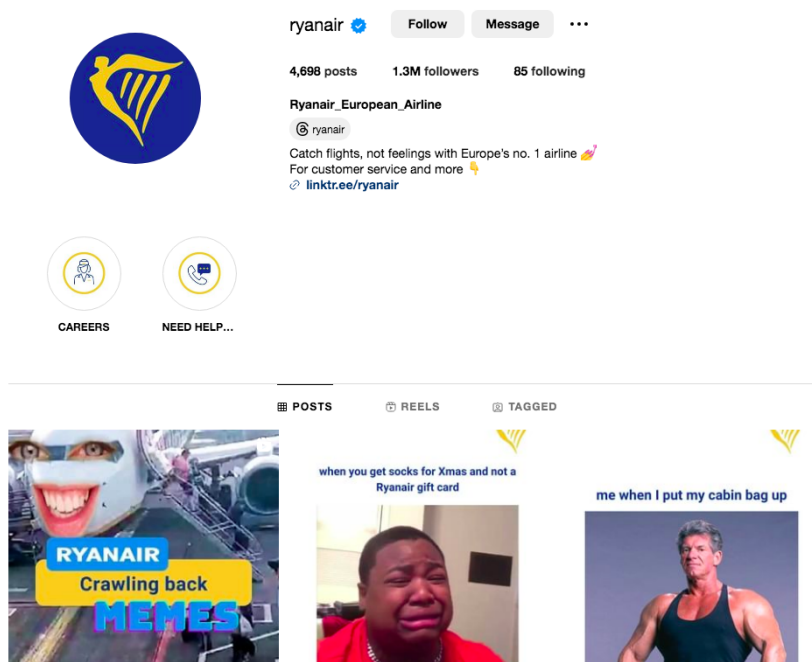 ryanair Follow Message
4,698 posts 1.3M followers 85 following
Ryanair_European_Airline
ryanair
Catch flights, not feelings with Europe's no. 1 airline 💅
For customer service and more 👇
linktr.ee/ryanair
CAREERS NEED HELP...
POSTS REELS TAGGED
RYANAIR
Crawling back
MEMES
when you get socks for Xmas and not a
Ryanair gift card
me when I put my cabin bag up